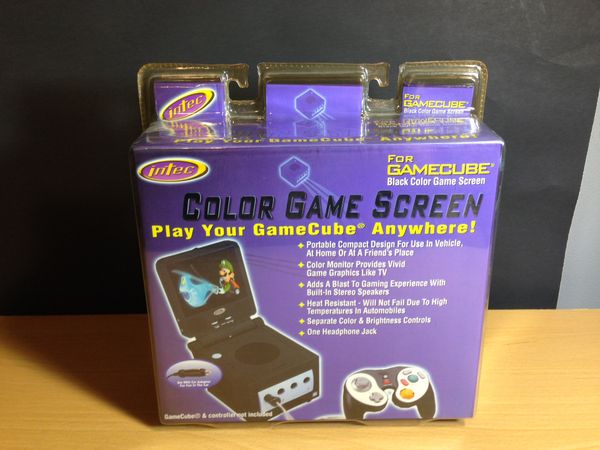 intec
FOR
GAMECUBE
Black Color Game Screen
Play Your GameCube Anywhere!
intec
FOR
GAMECUBE®
Black Color Game Screen
COLOR GAME SCREEN
Play Your GameCube® Anywhere!
Portable Compact Design For Use In Vehicle,
At Home Or At A Friend's Place
Color Monitor Provides Vivid
Game Graphics Like TV
Adds A Blast To Gaming Experience With
Built-In Stereo Speakers
Heat Resistant - Will Not Fail Due To High
Temperatures In Automobiles
Separate Color & Brightness Controls
One Headphone Jack
intec
GameCube® & controller not included